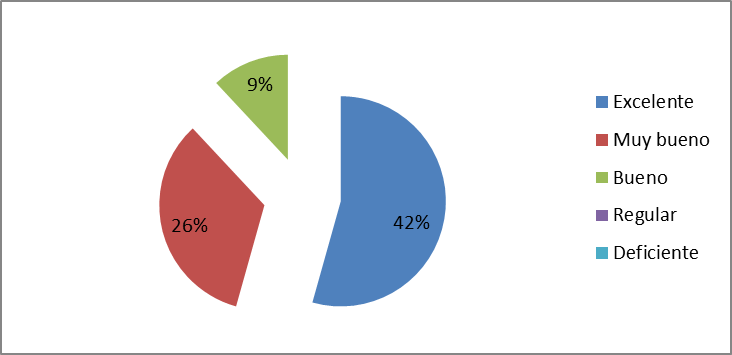 9%
26%
42%
Excelente
Muy bueno
Bueno
Regular
Deficiente